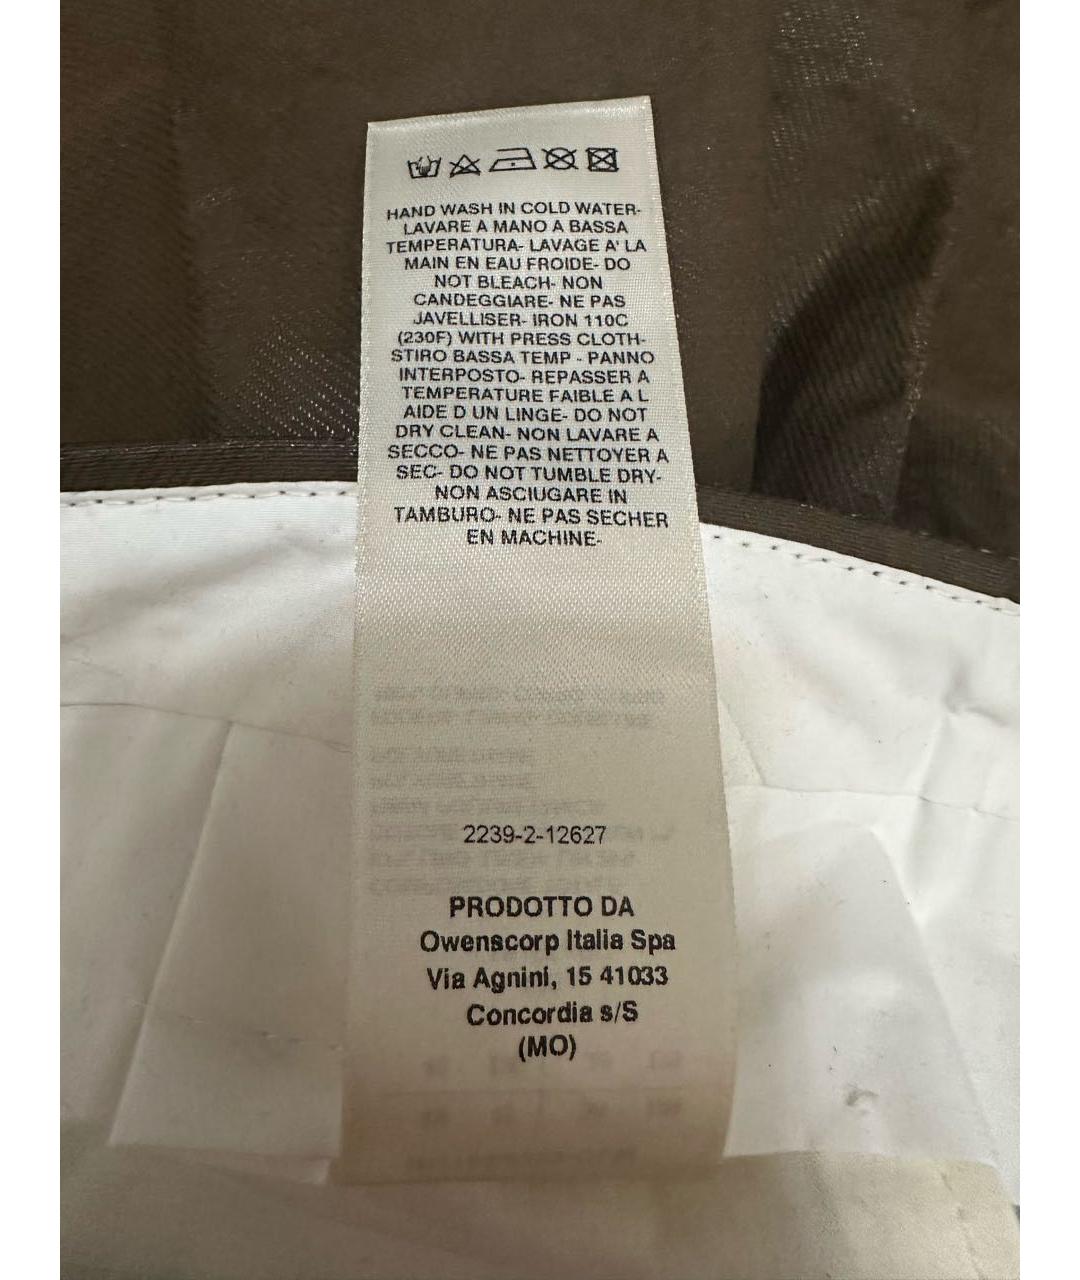 HAND WASH IN COLD WATER-
LAVARE A MANO A BASSA
TEMPERATURA- LAVAGE A' LA
MAIN EN EAU FROIDE- DO
NOT BLEACH- NON
CANDEGGIARE- NE PAS
JAVELLISER- IRON 110C
(230F) WITH PRESS CLOTH-
STIRO BASSA TEMP - PANNO
INTERPOSTO- REPASSER A
TEMPERATURE FAIBLE A L
AIDE D UN LINGE- DO NOT
DRY CLEAN- NON LAVARE A
SECCO- NE PAS NETTOYER A
SEC- DO NOT TUMBLE DRY-
NON ASCIUGARE IN
TAMBURO- NE PAS SECHER
EN MACHINE-
2239-2-12627
PRODOTTO DA
Owenscorp Italia Spa
Via Agnini, 15 41033
Concordia s/S
(MO)